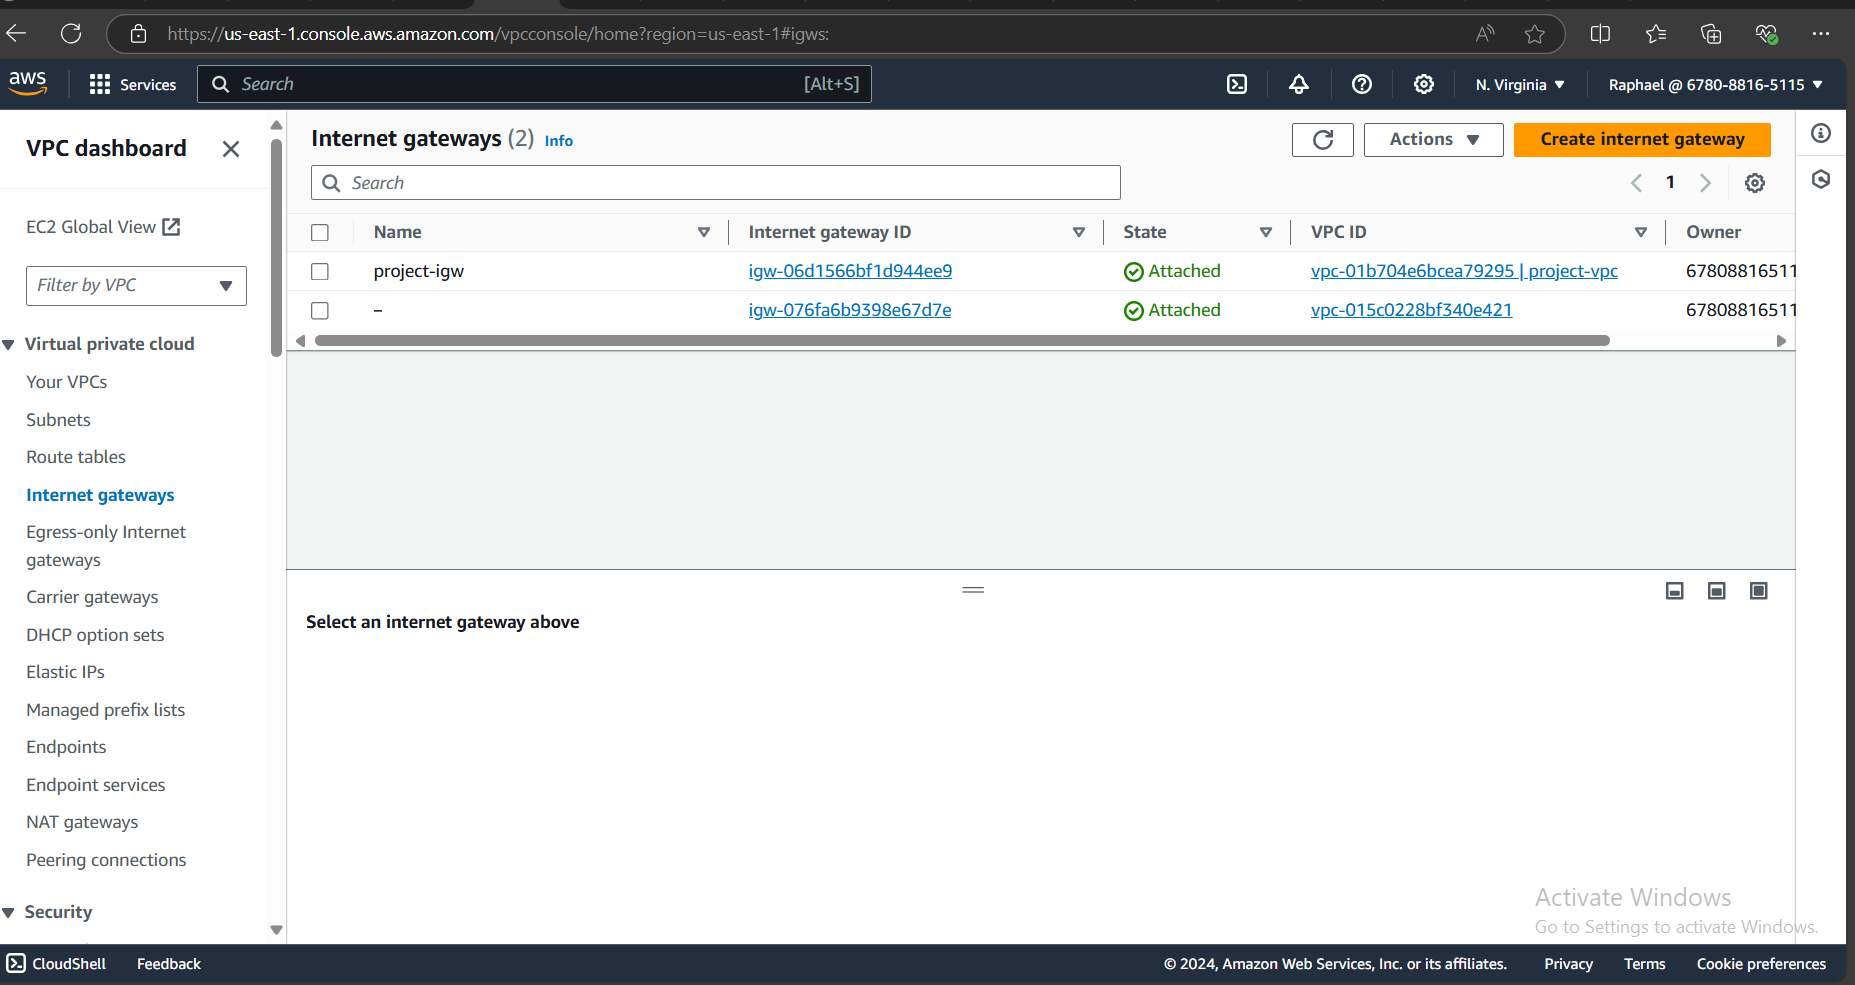 https://us-east-1.console.aws.amazon.com/vpcconsole/home?region=us-east-1#igws:
aws
Services
Search
[Alt+S]
N. Virginia
Raphael @ 6780-8816-5115
VPC dashboard
EC2 Global View
Filter by VPC
Virtual private cloud
Your VPCs
Subnets
Route tables
Internet gateways
Egress-only Internet
gateways
Carrier gateways
DHCP option sets
Elastic IPs
Managed prefix lists
Endpoints
Endpoint services
NAT gateways
Peering connections
Security
Internet gateways (2) Info
Actions
Create internet gateway
Search
1
Name Internet gateway ID State VPC ID Owner
project-igw igw-06d1566bf1d944ee9 Attached vpc-01b704e6bcea79295 | project-vpc 67808816511
– igw-076fa6b9398e67d7e Attached vpc-015c0228bf340e421 67808816511
Select an internet gateway above
Activate Windows
Go to Settings to activate Windows.
CloudShell
Feedback
© 2024, Amazon Web Services, Inc. or its affiliates.
Privacy
Terms
Cookie preferences